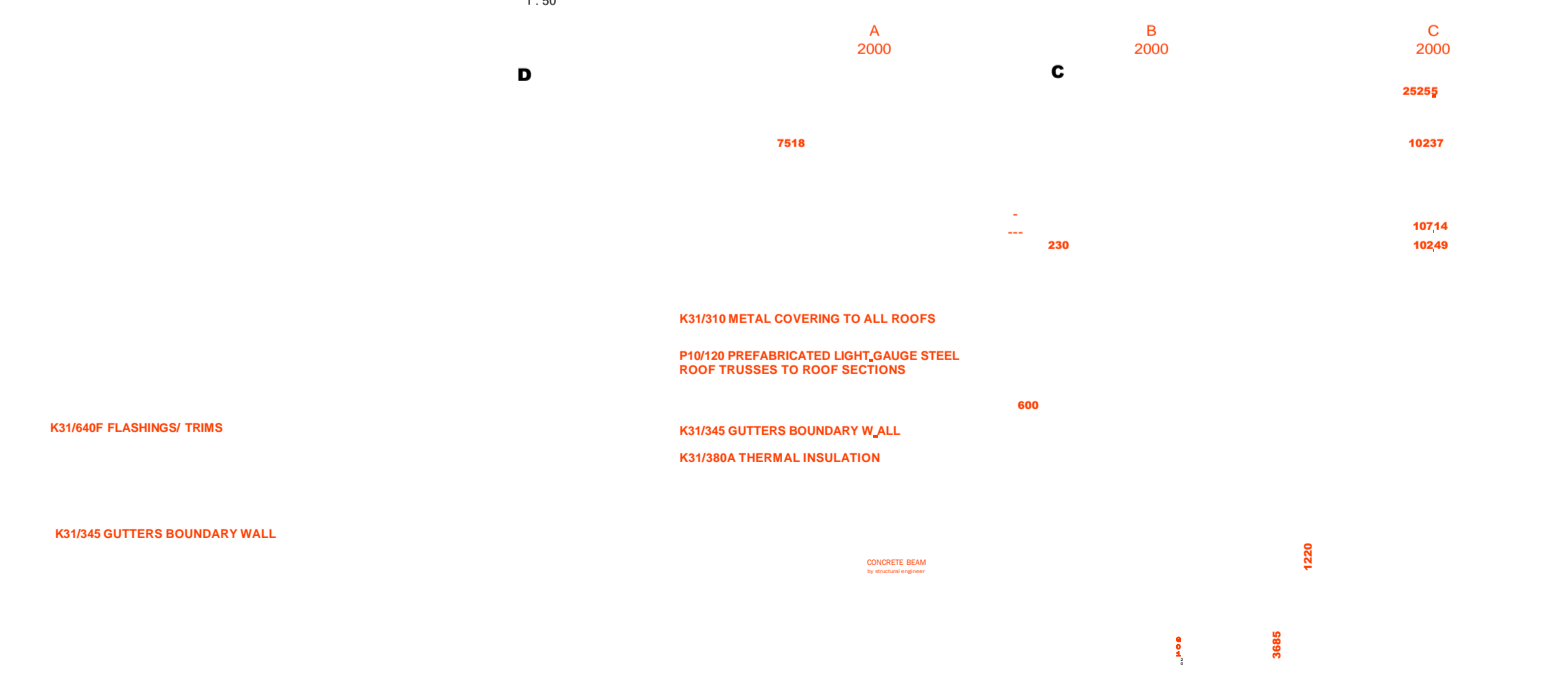 1 : 50
A
2000
B
2000
C
2000
D
C
25255
7518
10237
-
---
10714
230
10249
K31/310 METAL COVERING TO ALL ROOFS
P10/120 PREFABRICATED LIGHT GAUGE STEEL
ROOF TRUSSES TO ROOF SECTIONS
600
K31/640F FLASHINGS/ TRIMS
K31/345 GUTTERS BOUNDARY WALL
K31/380A THERMAL INSULATION
K31/345 GUTTERS BOUNDARY WALL
1220
CONCRETE BEAM
by structural engineer
3685